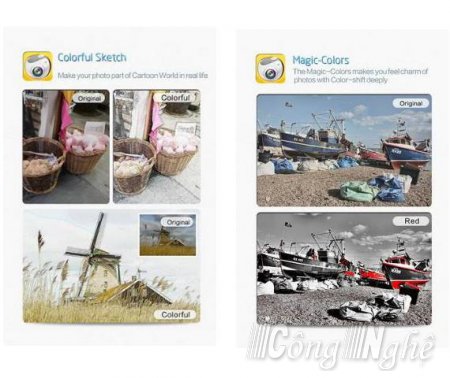 Colorful Sketch
Make your photo part of Cartoon World in real life
Original
Colorful
Original
Colorful
Magic-Colors
The Magic-Colors makes you feel charm of
photos with Color-shift deeply
Original
Red
Công Nghệ